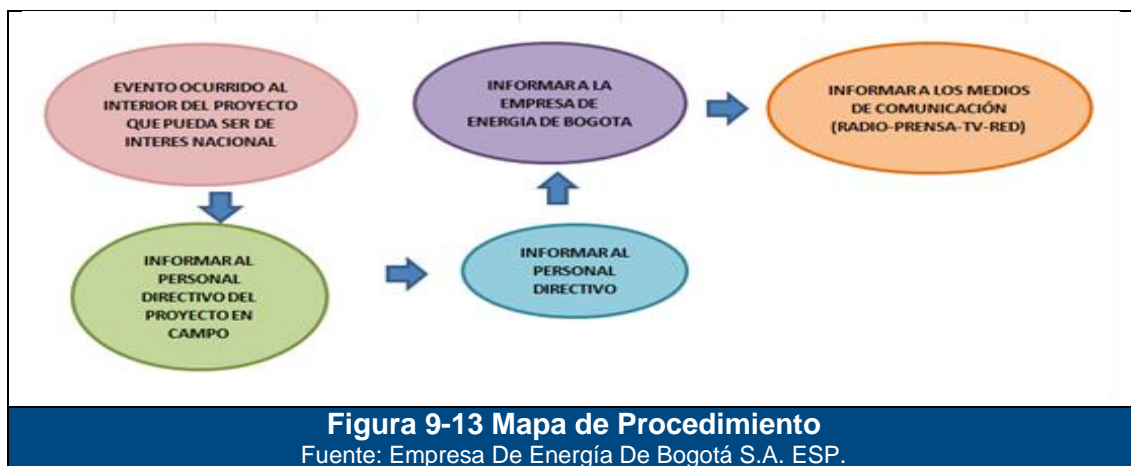 EVENTO OCURRIDO AL
INTERIOR DEL PROYECTO
QUE PUEDA SER DE
INTERES NACIONAL
INFORMAR AL
PERSONAL
DIRECTIVO DEL
PROYECTO EN
CAMPO
INFORMAR AL
PERSONAL
DIRECTIVO
INFORMAR A LA
EMPRESA DE
ENERGIA DE BOGOTA
INFORMAR A LOS MEDIOS
DE COMUNICACIÓN
(RADIO-PRENSA-TV-RED)
Figura 9-13 Mapa de Procedimiento
Fuente: Empresa De Energía De Bogotá S.A. ESP.